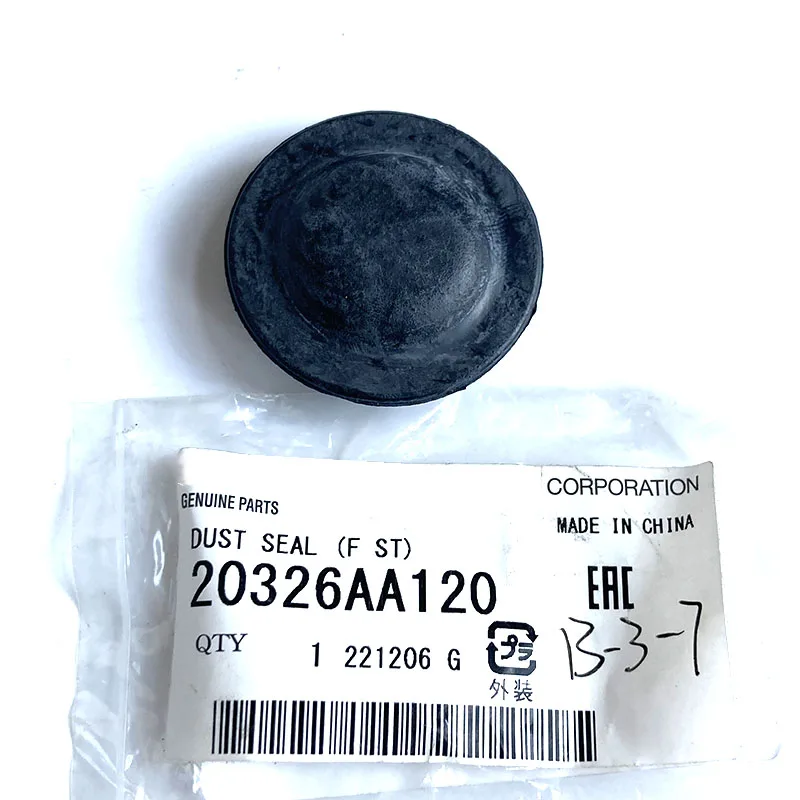 GENUINE PARTS
CORPORATION
MADE IN CHINA
DUST SEAL (F ST)
20326AA120
EAC
QTY 1 221206 G
プラ
外装
13-3-7